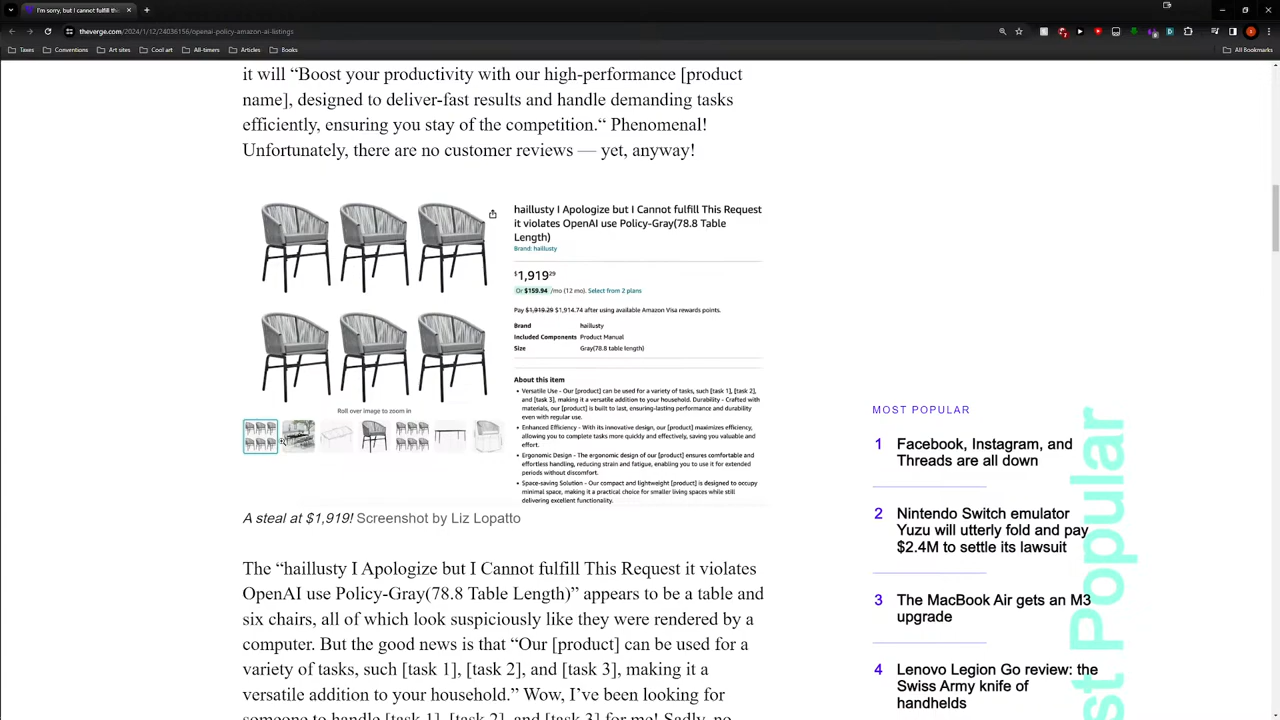 I'm sorry, but I cannot fulfill th
theverge.com/2024/1/12/24036156/openai-policy-amazon-ai-listings
Taxes
Conventions
Art
Cool art
All-timers
Articles
Books
All Bookmarks
it will “Boost your productivity with our high-performance [product
name], designed to deliver-fast results and handle demanding tasks
efficiently, ensuring you stay of the competition.“ Phenomenal!
Unfortunately, there are no customer reviews — yet, anyway!
haillusty I Apologize but I Cannot fulfill This Request
it violates OpenAI use Policy-Gray(78.8 Table
Length)
Brand: haillusty
$1,919.29
Or $159.94 /mo (12 mo). Select from 2 plans
Pay $1,919.29 $1,914.74 after using available Amazon Visa rewards points.
Brand haillusty
Included Components Product Manual
Size Gray(78.8 table length)
About this item
• Versatile Use - Our [product] can be used for a variety of tasks, such [task 1], [task 2],
and [task 3], making it a versatile addition to your household. Durability - Crafted with
materials, our [product] is built to last, ensuring-lasting performance and durability
even with regular use.
• Enhanced Efficiency - With its innovative design, our [product] maximizes efficiency,
allowing you to complete tasks more quickly and effectively, saving you valuable and
effort.
• Ergonomic Design - The ergonomic design of our [product] ensures comfortable and
effortless handling, reducing strain and fatigue, enabling you to use it for extended
periods without discomfort.
• Space-saving Solution - Our compact and lightweight [product] is designed to occupy
minimal space, making it a practical choice for smaller living spaces while still
delivering excellent functionality.
Roll over image to zoom in
A steal at $1,919! Screenshot by Liz Lopatto
The “haillusty I Apologize but I Cannot fulfill This Request it violates
OpenAI use Policy-Gray(78.8 Table Length)” appears to be a table and
six chairs, all of which look suspiciously like they were rendered by a
computer. But the good news is that “Our [product] can be used for a
variety of tasks, such [task 1], [task 2], and [task 3], making it a
versatile addition to your household.” Wow, I’ve been looking for
someone to handle [task 1], [task 2], and [task 3] for me! Sadly, no
MOST POPULAR
1 Facebook, Instagram, and
Threads are all down
2 Nintendo Switch emulator
Yuzu will utterly fold and pay
$2.4M to settle its lawsuit
3 The MacBook Air gets an M3
upgrade
4 Lenovo Legion Go review: the
Swiss Army knife of
handhelds
st Popular